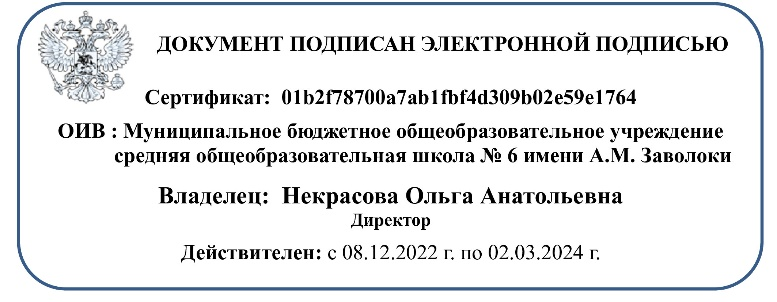 ДОКУМЕНТ ПОДПИСАН ЭЛЕКТРОННОЙ ПОДПИСЬЮ
Сертификат: 01b2f78700a7ab1fbf4d309b02e59e1764
ОИВ : Муниципальное бюджетное общеобразовательное учреждение
средняя общеобразовательная школа № 6 имени А.М. Заволоки
Владелец: Некрасова Ольга Анатольевна
Директор
Действителен: с 08.12.2022 г. по 02.03.2024 г.